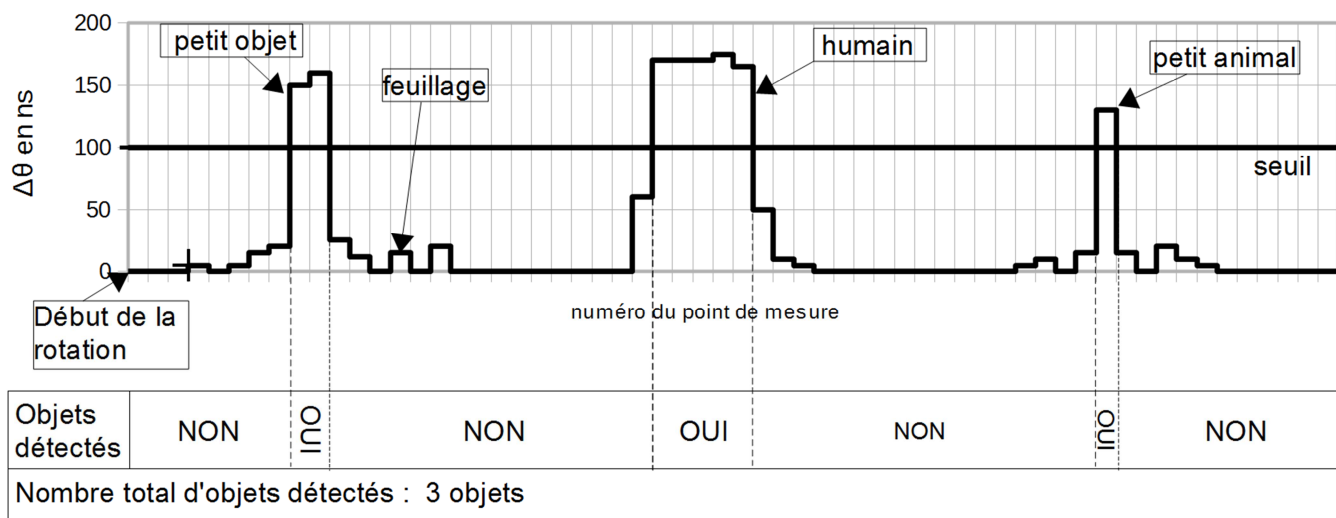 200
petit objet
humain
petit animal
150
feuillage
Δθ en ns
100
seuil
50
0
Début de la
rotation
numéro du point de mesure
Objets
détectés
NON
OUI
NON
OUI
NON
OUI
NON
Nombre total d'objets détectés : 3 objets